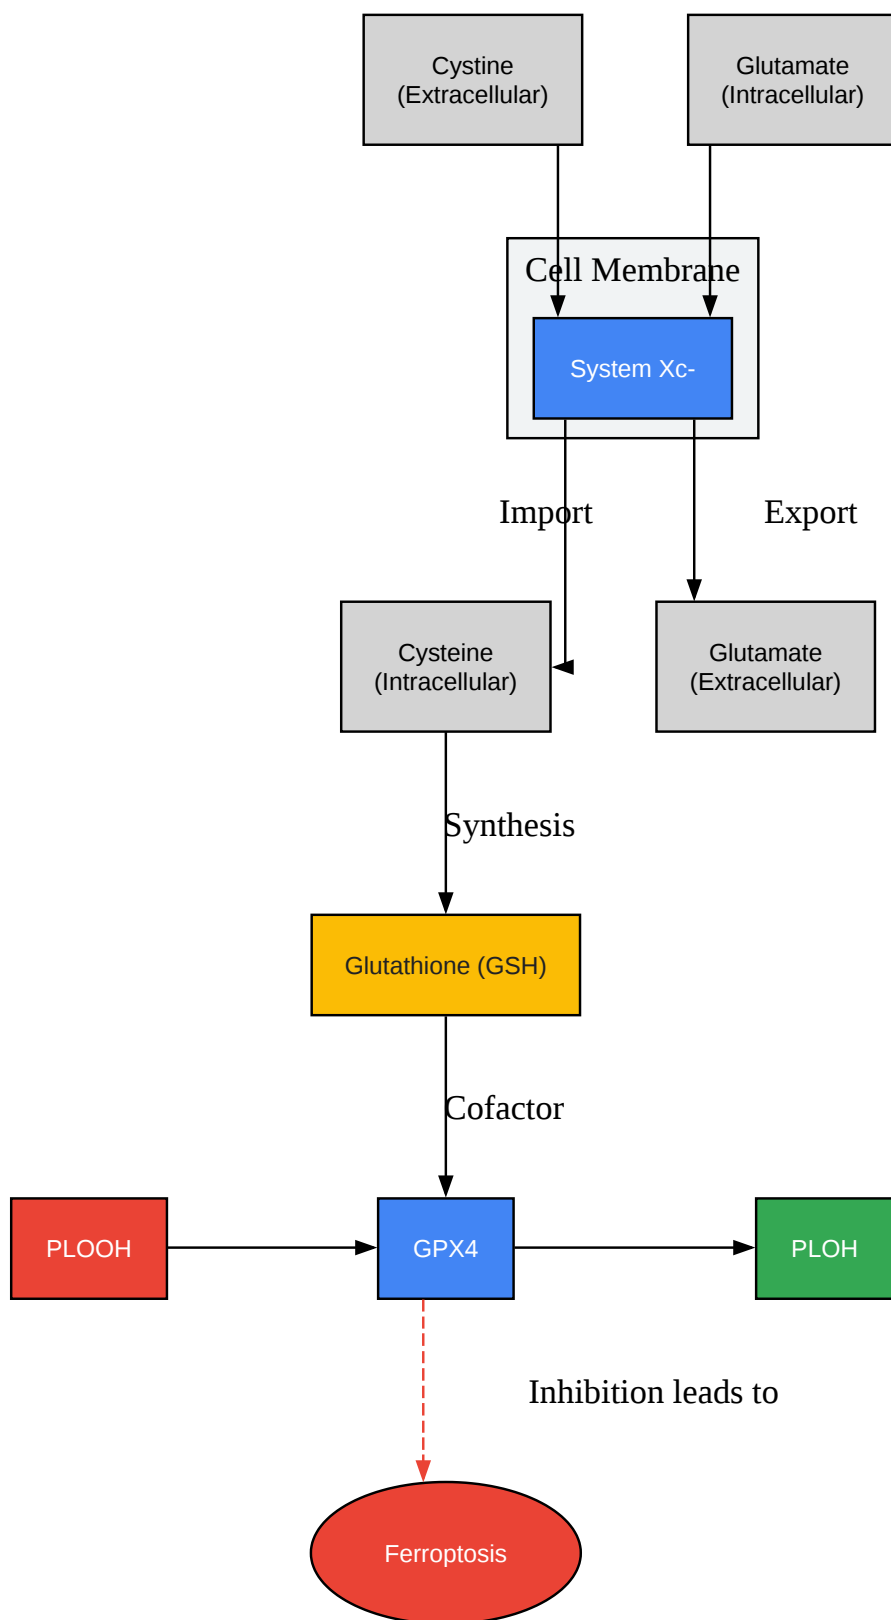 Cystine
(Extracellular)
Glutamate
(Intracellular)
Cell Membrane
System Xc-
Import
Export
Cysteine
(Intracellular)
Glutamate
(Extracellular)
Synthesis
Glutathione (GSH)
Cofactor
PLOOH
GPX4
PLOH
Inhibition leads to
Ferroptosis